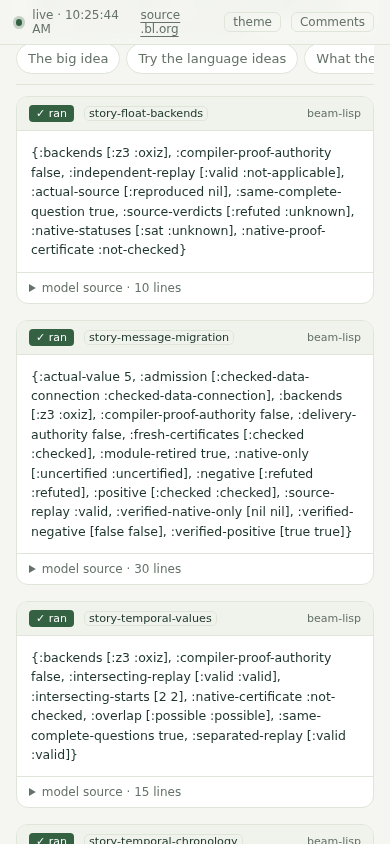 live · 10:25:44 AM
source .bl.org
theme
Comments
The big idea
Try the language ideas
What the
✓ ran story-float-backends beam-lisp
{:backends [:z3 :oxiz], :compiler-proof-authority
false, :independent-replay [:valid :not-applicable],
:actual-source [:reproduced nil], :same-complete-
question true, :source-verdicts [:refuted :unknown],
:native-statuses [:sat :unknown], :native-proof-
certificate :not-checked}
▶ model source · 10 lines
✓ ran story-message-migration beam-lisp
{:actual-value 5, :admission [:checked-data-
connection :checked-data-connection], :backends
[:z3 :oxiz], :compiler-proof-authority false, :delivery-
authority false, :fresh-certificates [:checked
:checked], :module-retired true, :native-only
[:uncertified :uncertified], :negative [:refuted
:refuted], :positive [:checked :checked], :source-
replay :valid, :verified-native-only [nil nil], :verified-
negative [false false], :verified-positive [true true]}
▶ model source · 30 lines
✓ ran story-temporal-values beam-lisp
{:backends [:z3 :oxiz], :compiler-proof-authority
false, :intersecting-replay [:valid :valid],
:intersecting-starts [2 2], :native-certificate :not-
checked, :overlap [:possible :possible], :same-
complete-questions true, :separated-replay [:valid
:valid]}
▶ model source · 15 lines
✓ ran story-temporal-chronology beam-lisp